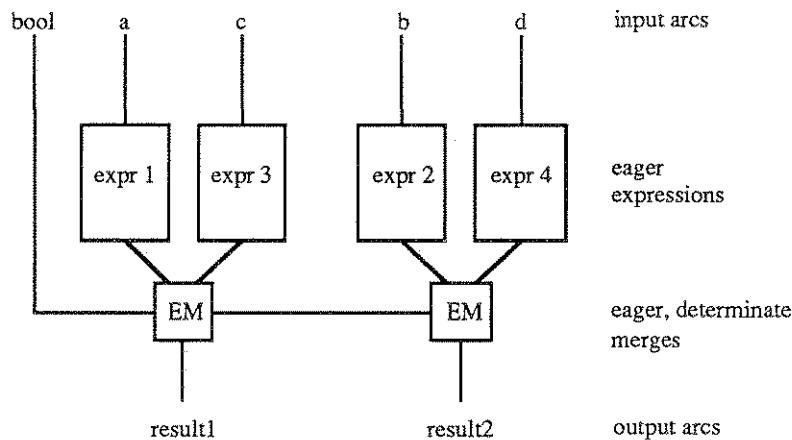 bool a c b d input arcs
expr 1 expr 3 expr 2 expr 4 eager
expressions
EM EM eager, determinate
merges
result1 result2 output arcs